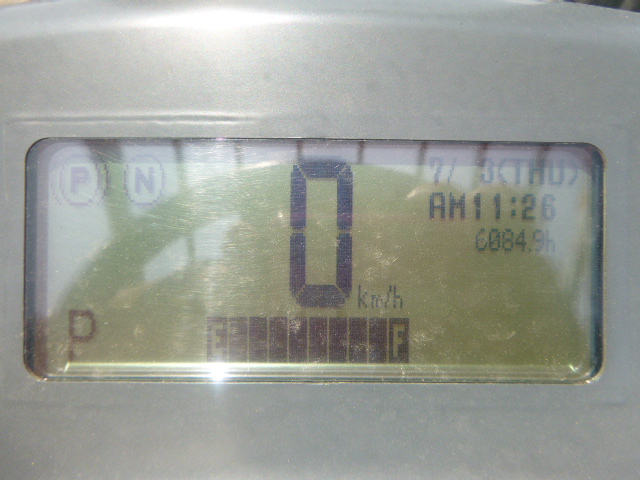 P N
7/ 3(THU)
AM11:26
6084.9h
0 km/h
P
E F